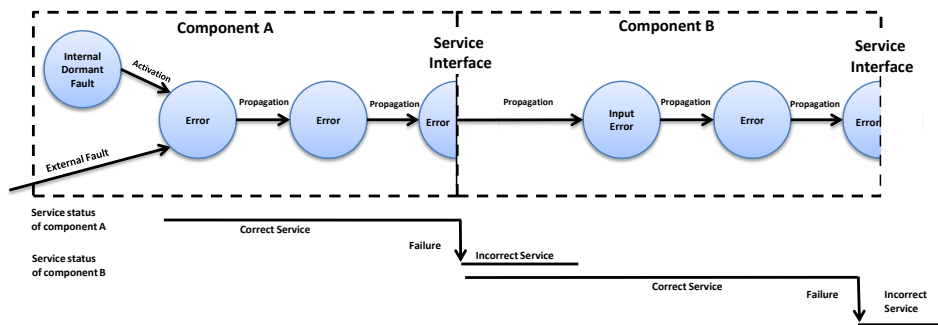 Component A
Component B
Service
Interface
Service
Interface
Internal
Dormant
Fault
Activation
Error
Propagation
Error
Propagation
Error
Propagation
Input
Error
Propagation
Error
Propagation
Error
External Fault
Service status
of component A
Correct Service
Failure
Incorrect Service
Service status
of component B
Correct Service
Failure
Incorrect
Service